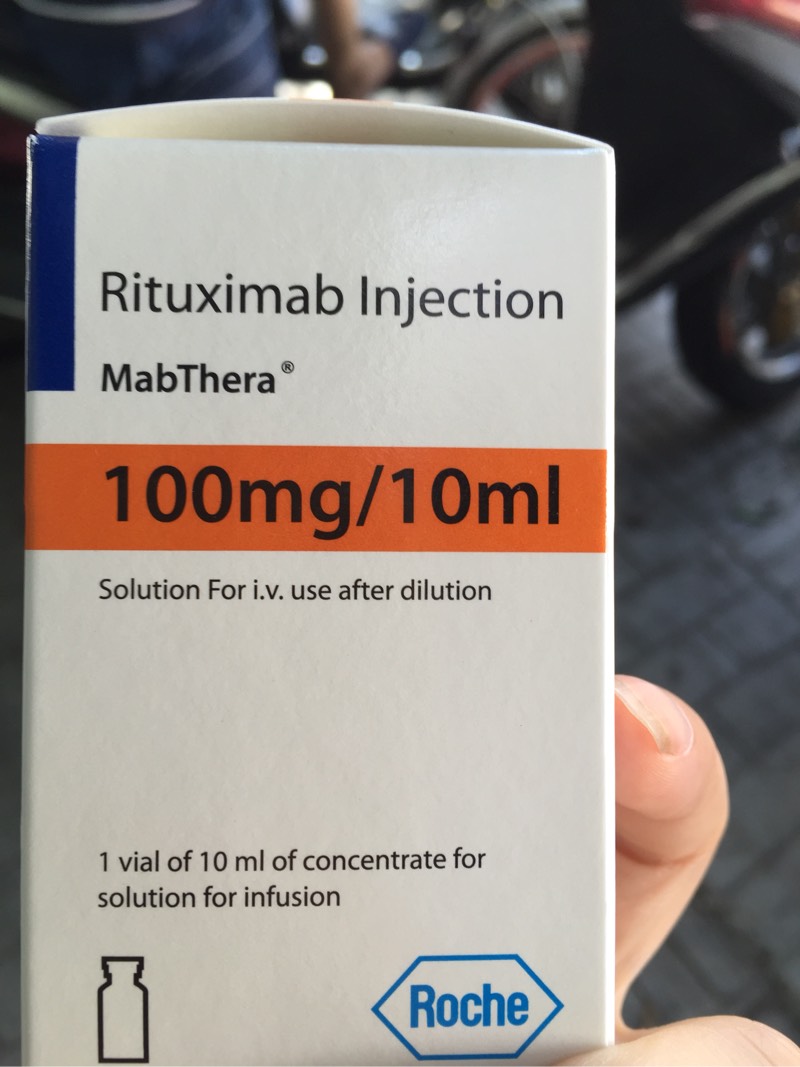 Rituximab Injection
MabThera®
100mg/10ml
Solution For i.v. use after dilution
1 vial of 10 ml of concentrate for
solution for infusion
Roche